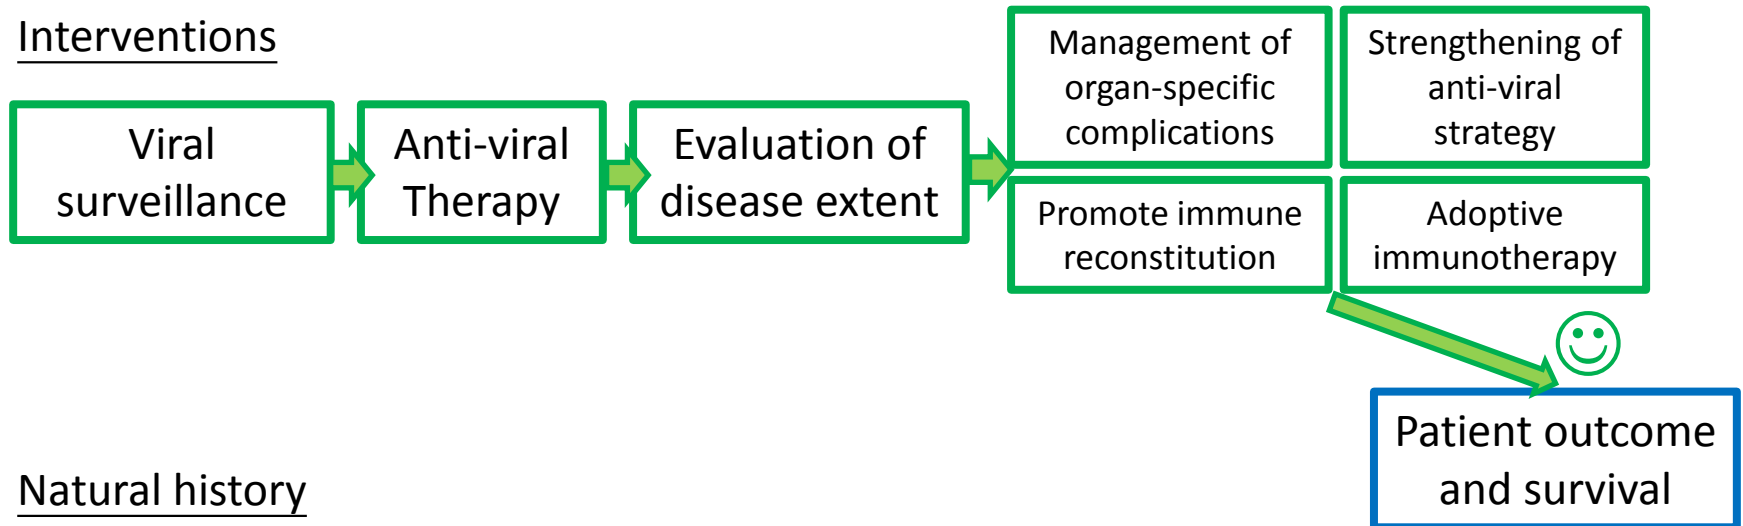 Interventions
Viral
surveillance
Anti-viral
Therapy
Evaluation of
disease extent
Management of
organ-specific
complications
Strengthening of
anti-viral
strategy
Promote immune
reconstitution
Adoptive
immunotherapy
Patient outcome
and survival
Natural history